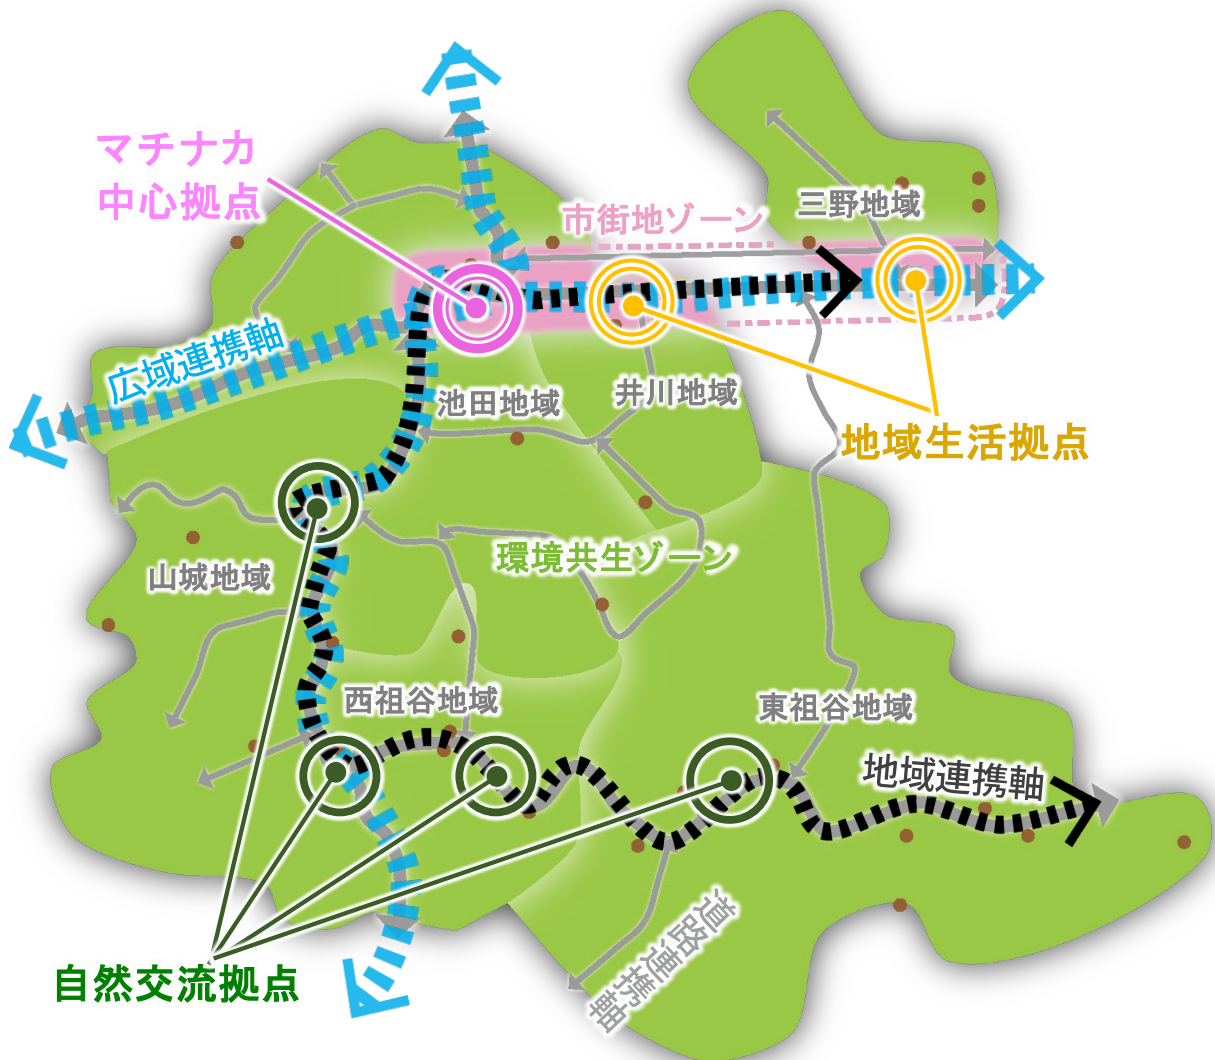 マチナカ
中心拠点
市街地ゾーン
三野地域
広域連携軸
池田地域
井川地域
地域生活拠点
環境共生ゾーン
山城地域
西祖谷地域
東祖谷地域
地域連携軸
道路連携軸
自然交流拠点